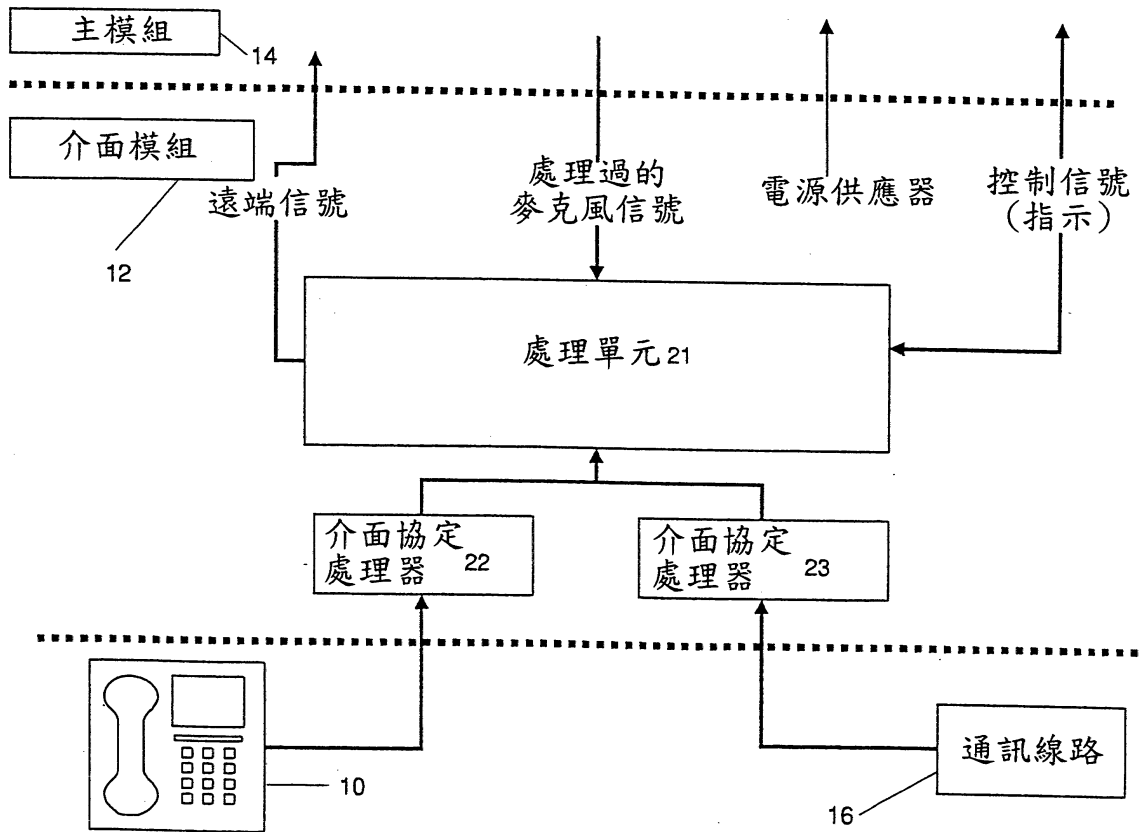 主模組
14
介面模組
12
遠端信號
處理過的
麥克風信號
電源供應器
控制信號
(指示)
處理單元 21
介面協定
處理器 22
介面協定
處理器 23
10
通訊線路
16